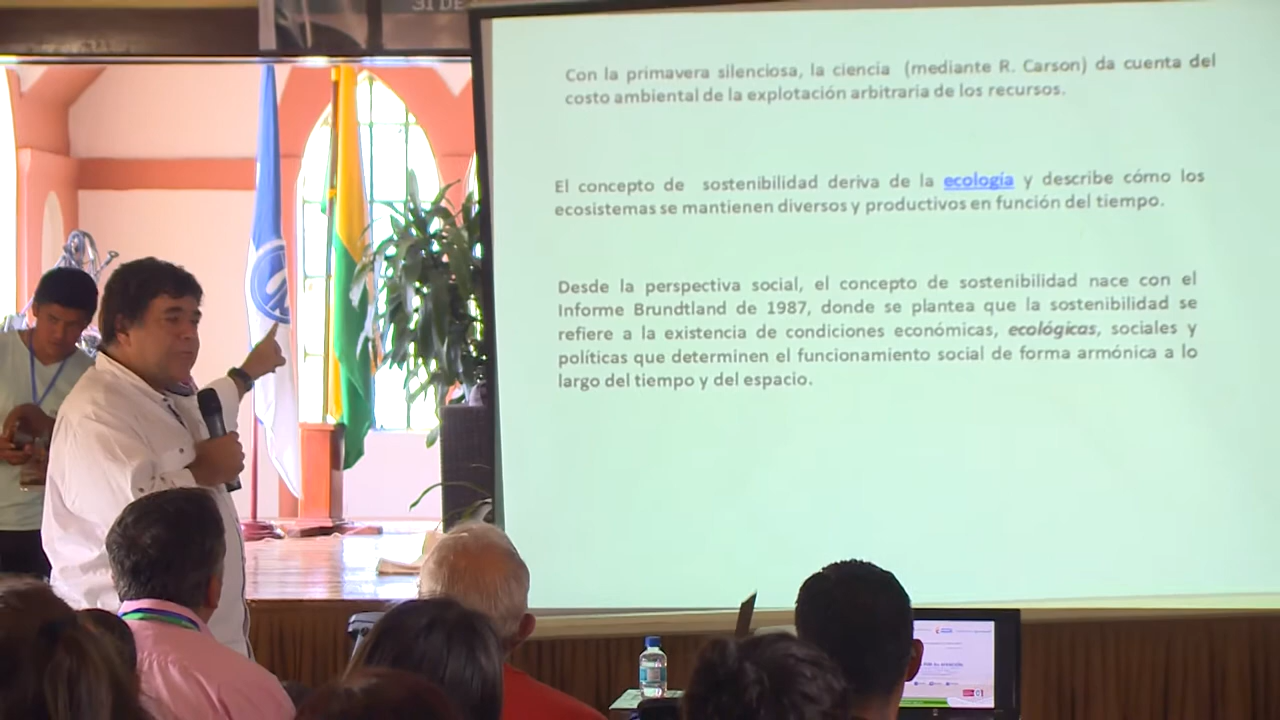 31 DE
Con la primavera silenciosa, la ciencia (mediante R. Carson) da cuenta del
costo ambiental de la explotación arbitraria de los recursos.
El concepto de sostenibilidad deriva de la ecología y describe cómo los
ecosistemas se mantienen diversos y productivos en función del tiempo.
Desde la perspectiva social, el concepto de sostenibilidad nace con el
Informe Brundtland de 1987, donde se plantea que la sostenibilidad se
refiere a la existencia de condiciones económicas, ecológicas, sociales y
políticas que determinen el funcionamiento social de forma armónica a lo
largo del tiempo y del espacio.